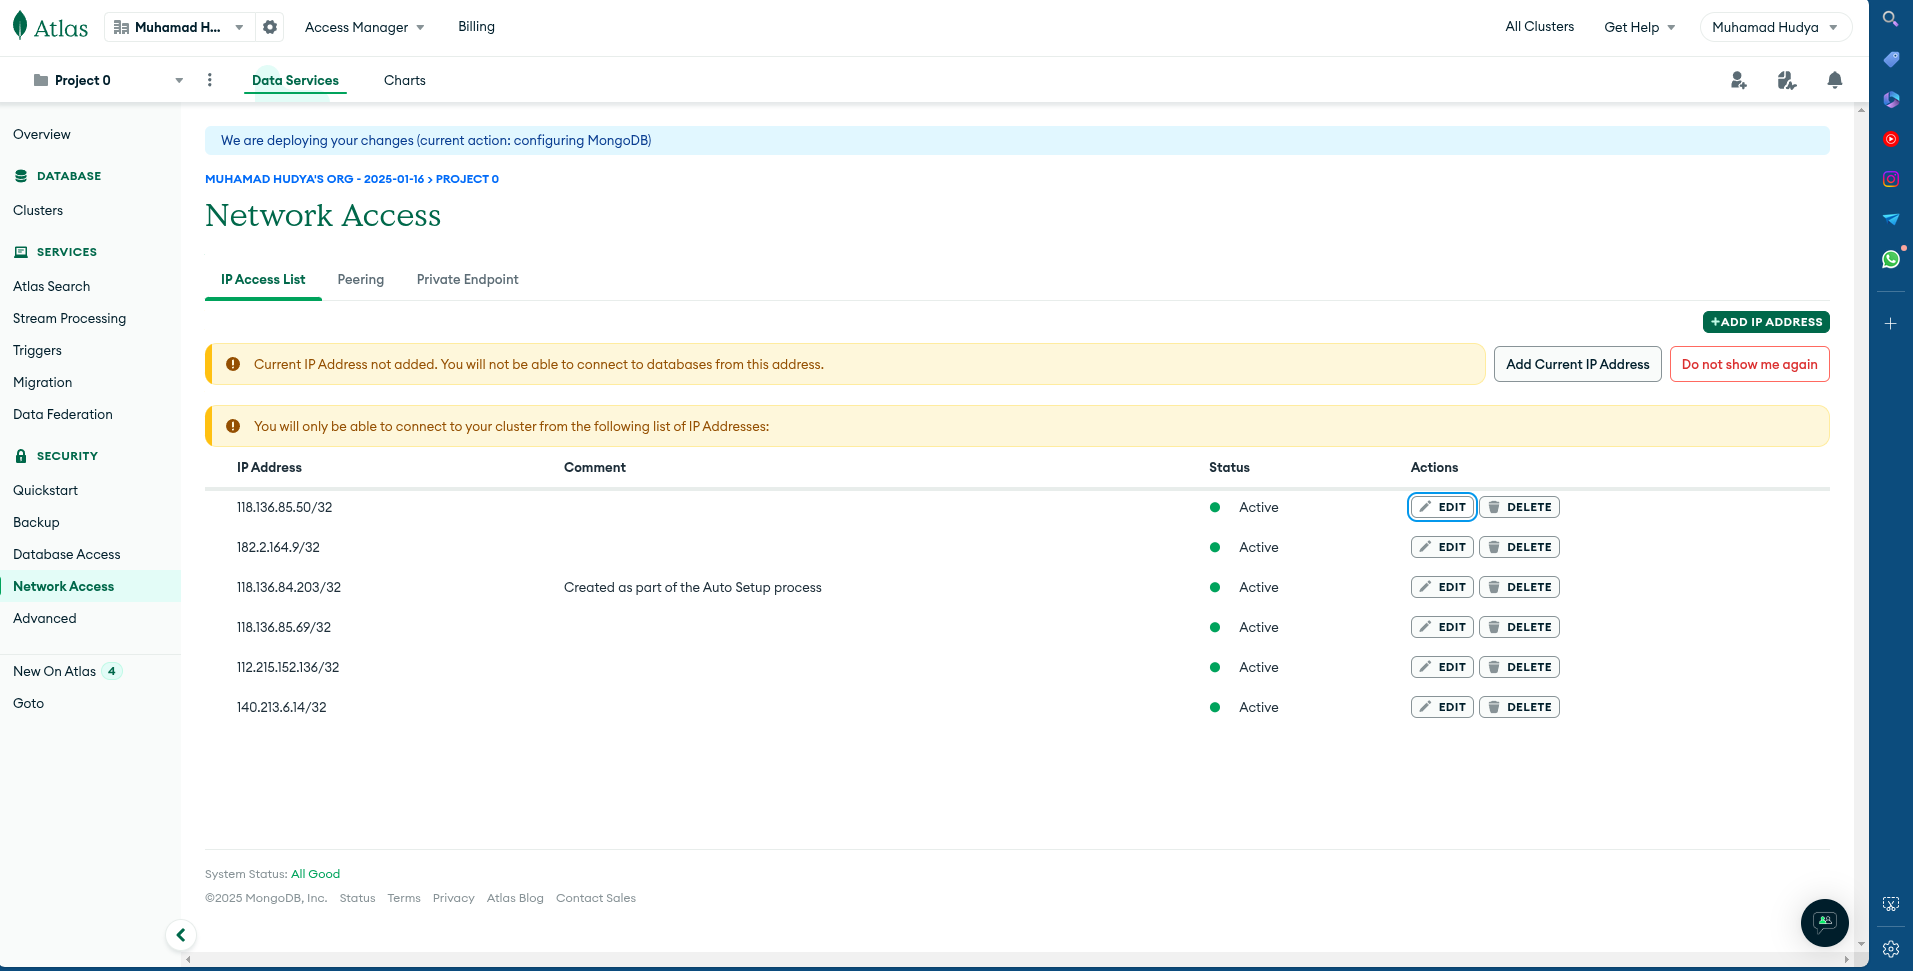 Atlas
Muhamad H...
Access Manager
Billing
All Clusters
Get Help
Muhamad Hudya
Project 0
Data Services
Charts
Overview
DATABASE
Clusters
SERVICES
Atlas Search
Stream Processing
Triggers
Migration
Data Federation
SECURITY
Quickstart
Backup
Database Access
Network Access
Advanced
New On Atlas 4
Goto
We are deploying your changes (current action: configuring MongoDB)
MUHAMAD HUDYA'S ORG - 2025-01-16 > PROJECT 0
Network Access
IP Access List
Peering
Private Endpoint
+ADD IP ADDRESS
Current IP Address not added. You will not be able to connect to databases from this address.
Add Current IP Address
Do not show me again
You will only be able to connect to your cluster from the following list of IP Addresses:
IP Address Comment Status Actions
118.136.85.50/32 Active EDIT DELETE
182.2.164.9/32 Active EDIT DELETE
118.136.84.203/32 Created as part of the Auto Setup process Active EDIT DELETE
118.136.85.69/32 Active EDIT DELETE
112.215.152.136/32 Active EDIT DELETE
140.213.6.14/32 Active EDIT DELETE
System Status: All Good
©2025 MongoDB, Inc. Status Terms Privacy Atlas Blog Contact Sales